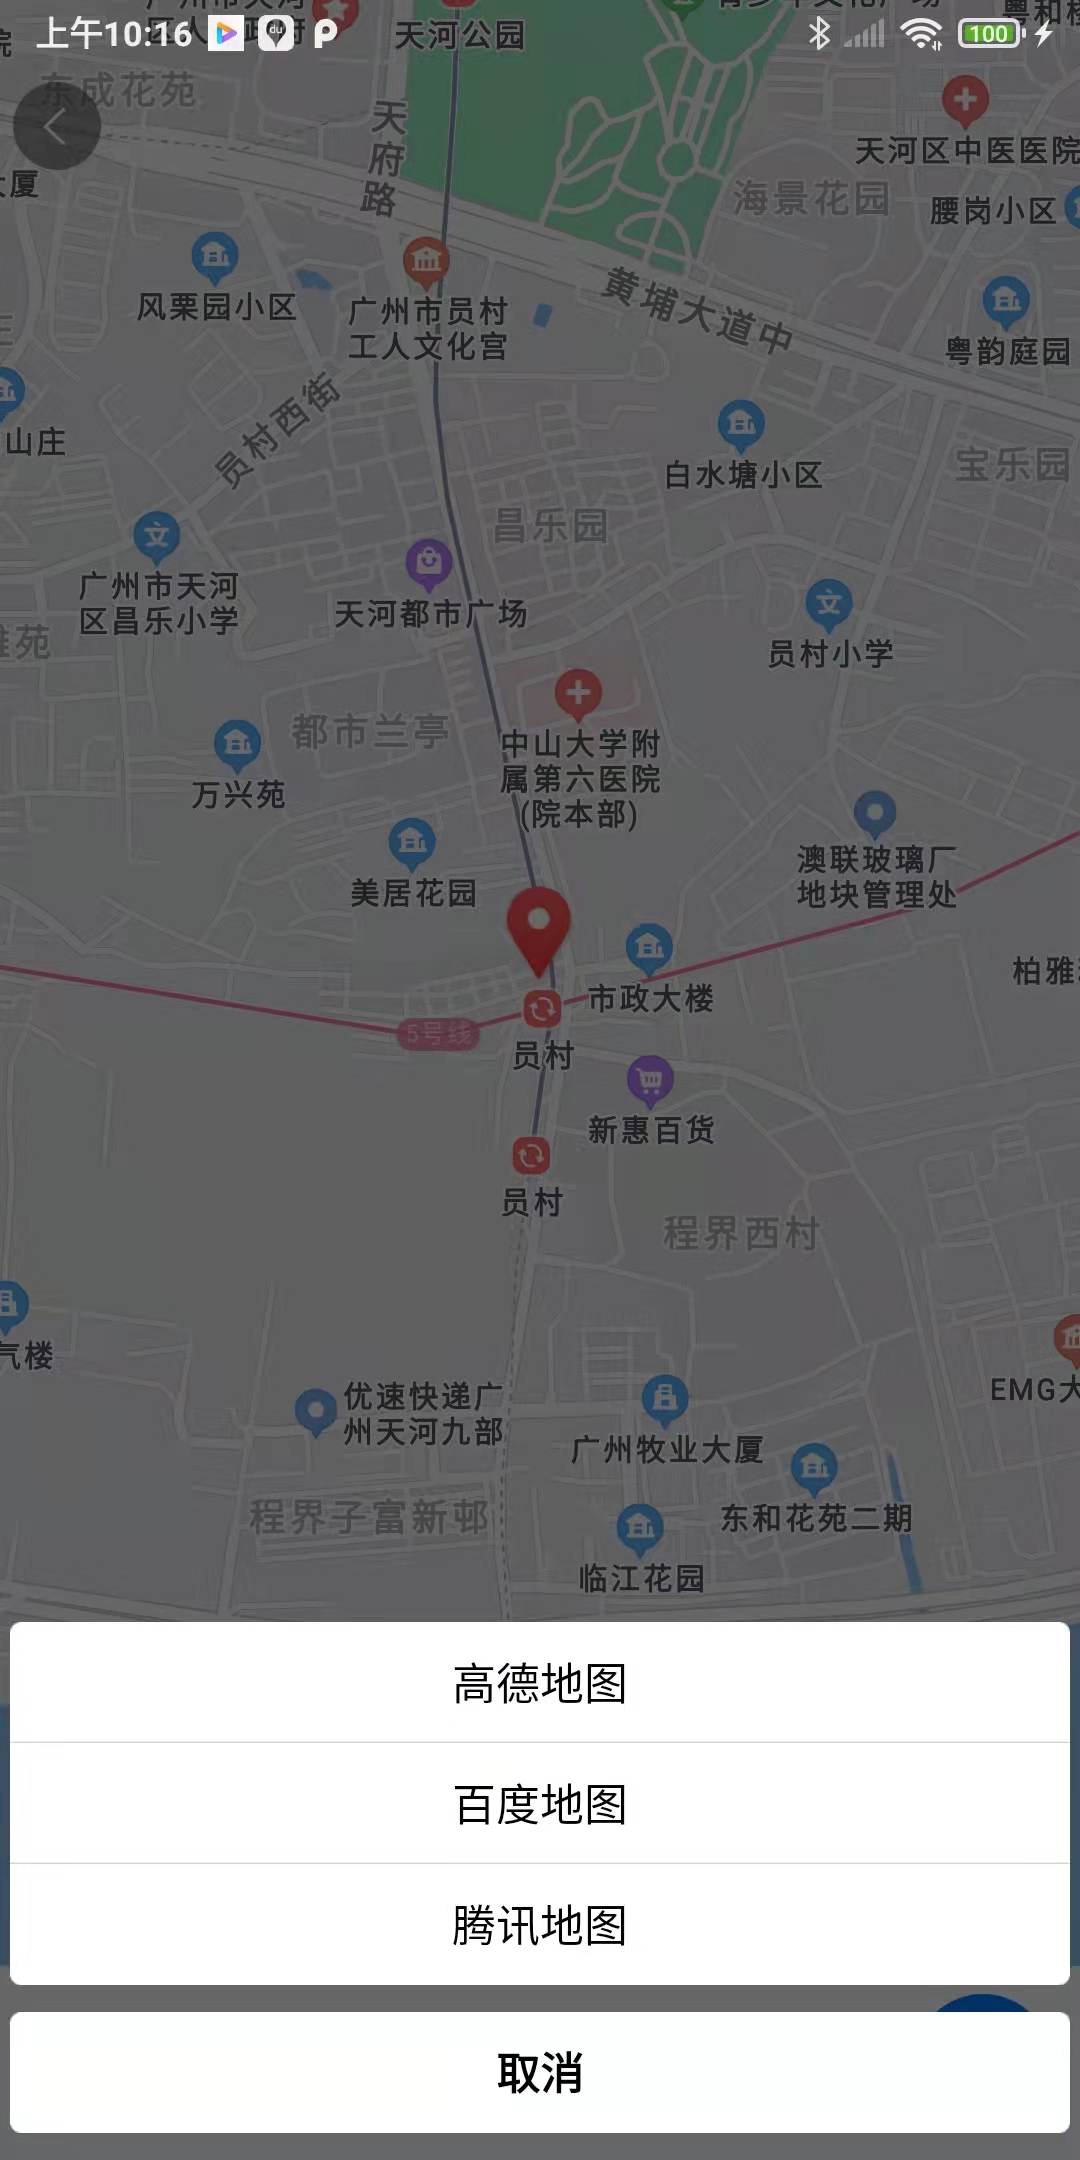 上午10:16
100
天河公园
东成花苑
天府路
天河区中医医院
海景花园
腰岗小区
大厦
风栗园小区
广州市员村
工人文化宫
黄埔大道中
粤韵庭园
山庄
员村西街
白水塘小区
宝乐园
昌乐园
广州市天河
区昌乐小学
天河都市广场
员村小学
雅苑
都市兰亭
中山大学附
属第六医院
(院本部)
万兴苑
美居花园
澳联玻璃厂
地块管理处
柏雅
市政大楼
5号线
员村
新惠百货
员村
程界西村
气楼
EMG大
优速快递广
州天河九部
广州牧业大厦
东和花苑二期
程界子富新邨
临江花园
高德地图
百度地图
腾讯地图
取消